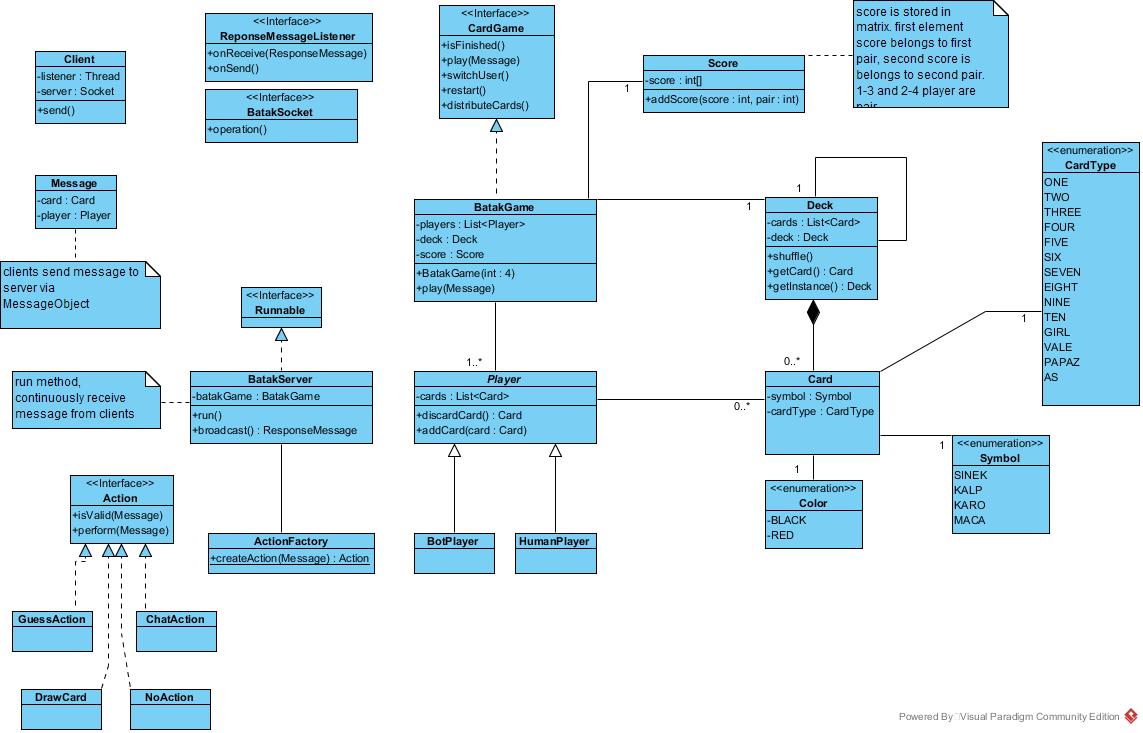 Client
-listener : Thread
-server : Socket
+send()
<<Interface>>
ReponseMessageListener
+onReceive(ResponseMessage)
+onSend()
<<Interface>>
BatakSocket
+operation()
<<Interface>>
CardGame
+isFinished()
+play(Message)
+switchUser()
+restart()
+distributeCards()
Score
-score : int[]
+addScore(score : int, pair : int)
1
score is stored in
matrix. first element
score belongs to first
pair, second score is
belongs to second pair.
1-3 and 2-4 player are
pair
Message
-card : Card
-player : Player
clients send message to
server via
MessageObject
BatakGame
-players : List<Player>
-deck : Deck
-score : Score
+BatakGame(int : 4)
+play(Message)
1
1
Deck
-cards : List<Card>
-deck : Deck
+shuffle()
+getCard() : Card
+getInstance() : Deck
<<enumeration>>
CardType
ONE
TWO
THREE
FOUR
FIVE
SIX
SEVEN
EIGHT
NINE
TEN
GIRL
VALE
PAPAZ
AS
1
<<Interface>>
Runnable
run method,
continuously receive
message from clients
BatakServer
-batakGame : BatakGame
+run()
+broadcast() : ResponseMessage
1..*
Player
-cards : List<Card>
+discardCard() : Card
+addCard(card : Card)
0..*
0..*
Card
-symbol : Symbol
-cardType : CardType
1
<<enumeration>>
Symbol
SINEK
KALP
KARO
MACA
1
<<enumeration>>
Color
-BLACK
-RED
<<Interface>>
Action
+isValid(Message)
+perform(Message)
ActionFactory
+createAction(Message) : Action
BotPlayer
HumanPlayer
GuessAction
ChatAction
DrawCard
NoAction
Powered By Visual Paradigm Community Edition